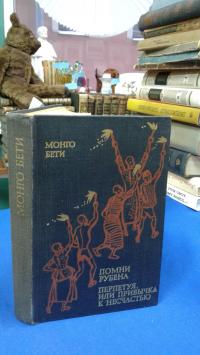 МОНГО БЕТИ
МОНГО
БЕТИ
ПОМНИ
РУБЕНА
ПЕРПЕТУЯ,
ИЛИ ПРИВЫЧКА
К НЕСЧАСТЬЮ